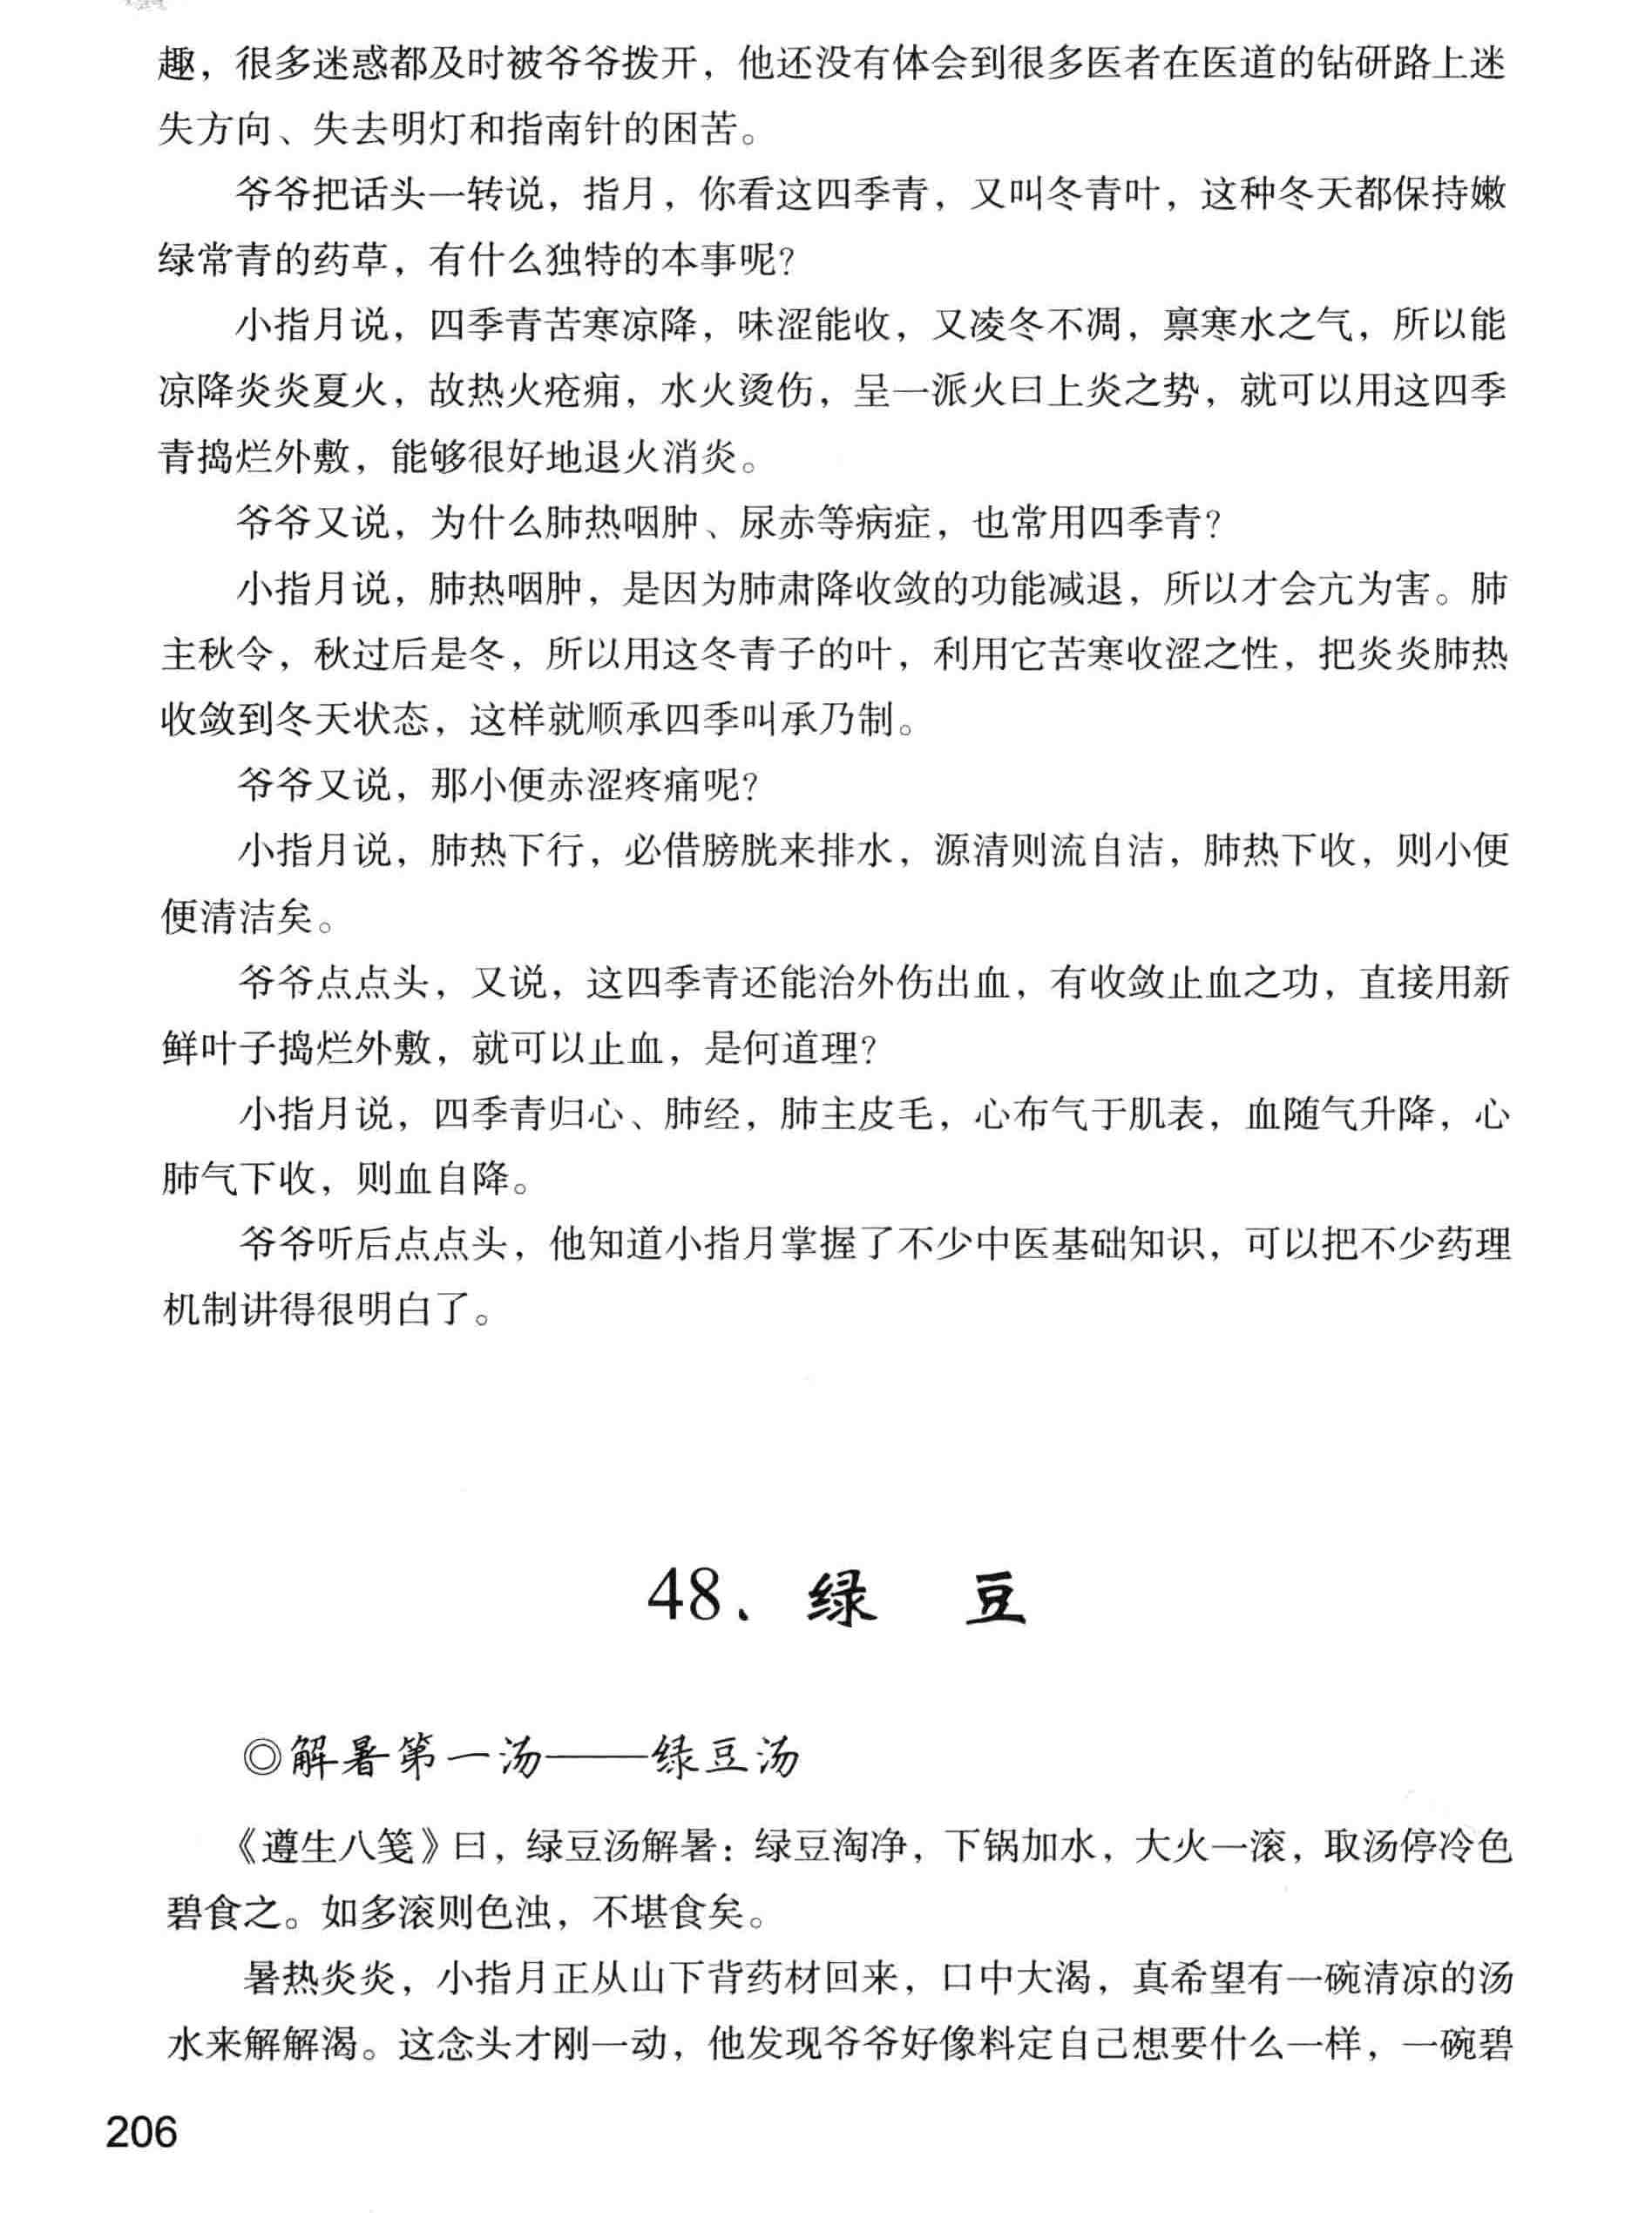 趣，很多迷惑都及时被爷爷拨开，他还没有体会到很多医者在医道的钻研路上迷
失方向、失去明灯和指南针的困苦。
爷爷把话头一转说，指月，你看这四季青，又叫冬青叶，这种冬天都保持嫩
绿常青的药草，有什么独特的本事呢？
小指月说，四季青苦寒凉降，味涩能收，又凌冬不凋，禀寒水之气，所以能
凉降炎炎夏火，故热火疮痈，水火烫伤，呈一派火曰上炎之势，就可以用这四季
青捣烂外敷，能够很好地退火消炎。
爷爷又说，为什么肺热咽肿、尿赤等病症，也常用四季青？
小指月说，肺热咽肿，是因为肺肃降收敛的功能减退，所以才会亢为害。肺
主秋令，秋过后是冬，所以用这冬青子的叶，利用它苦寒收涩之性，把炎炎肺热
收敛到冬天状态，这样就顺承四季叫承乃制。
爷爷又说，那小便赤涩疼痛呢？
小指月说，肺热下行，必借膀胱来排水，源清则流自洁，肺热下收，则小便
便清洁矣。
爷爷点点头，又说，这四季青还能治外伤出血，有收敛止血之功，直接用新
鲜叶子捣烂外敷，就可以止血，是何道理？
小指月说，四季青归心、肺经，肺主皮毛，心布气于肌表，血随气升降，心
肺气下收，则血自降。
爷爷听后点点头，他知道小指月掌握了不少中医基础知识，可以把不少药理
机制讲得很明白了。
48、绿 豆
◎解暑第一汤——绿豆汤
《遵生八笺》曰，绿豆汤解暑：绿豆淘净，下锅加水，大火一滚，取汤停冷色
碧食之。如多滚则色浊，不堪食矣。
暑热炎炎，小指月正从山下背药材回来，口中大渴，真希望有一碗清凉的汤
水来解解渴。这念头才刚一动，他发现爷爷好像料定自己想要什么一样，一碗碧
206